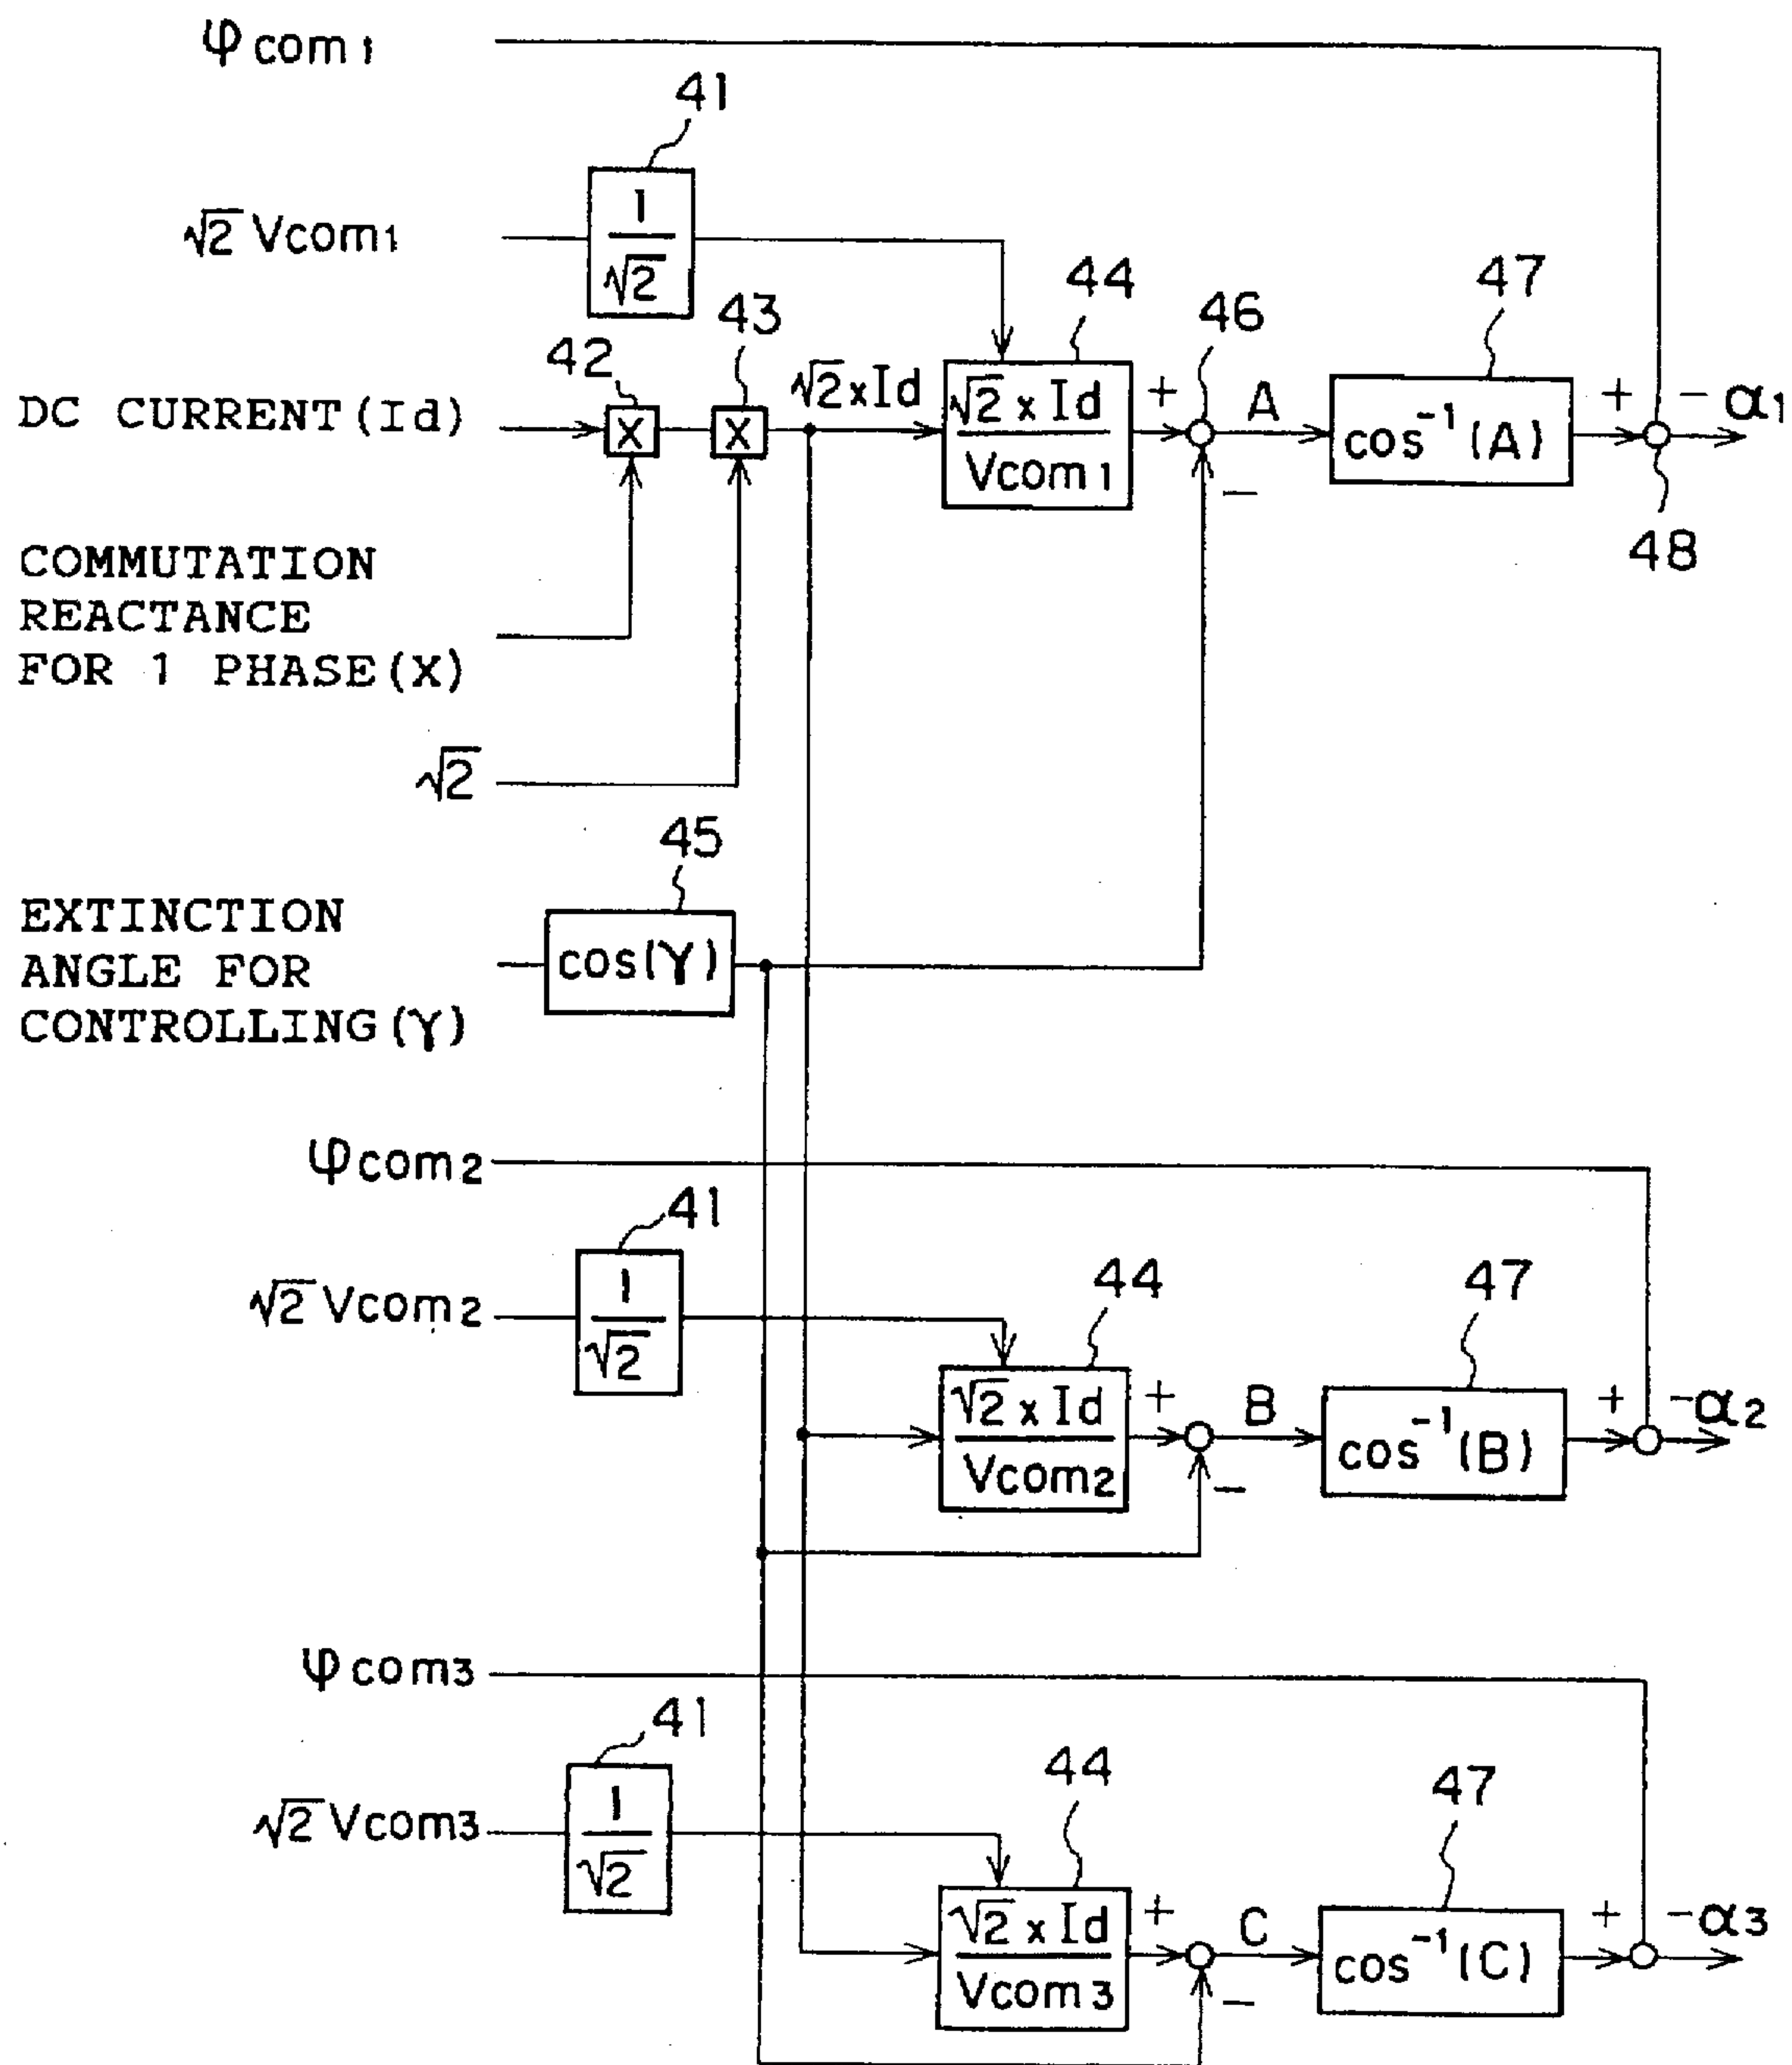 φcom1
41
√2 Vcom1
1/√2
44
47
43
46
42
√2xId
+
A
+
-
α1
DC CURRENT(Id)
X
X
√2 x Id / Vcom1
cos⁻¹(A)
-
48
COMMUTATION
REACTANCE
FOR 1 PHASE(X)
√2
45
EXTINCTION
ANGLE FOR
CONTROLLING(γ)
cos(γ)
φcom2
41
44
47
√2 Vcom2
1/√2
√2 x Id / Vcom2
+
B
cos⁻¹(B)
+
-
α2
-
φcom3
41
44
47
√2 Vcom3
1/√2
√2 x Id / Vcom3
+
C
cos⁻¹(C)
+
-
α3
-